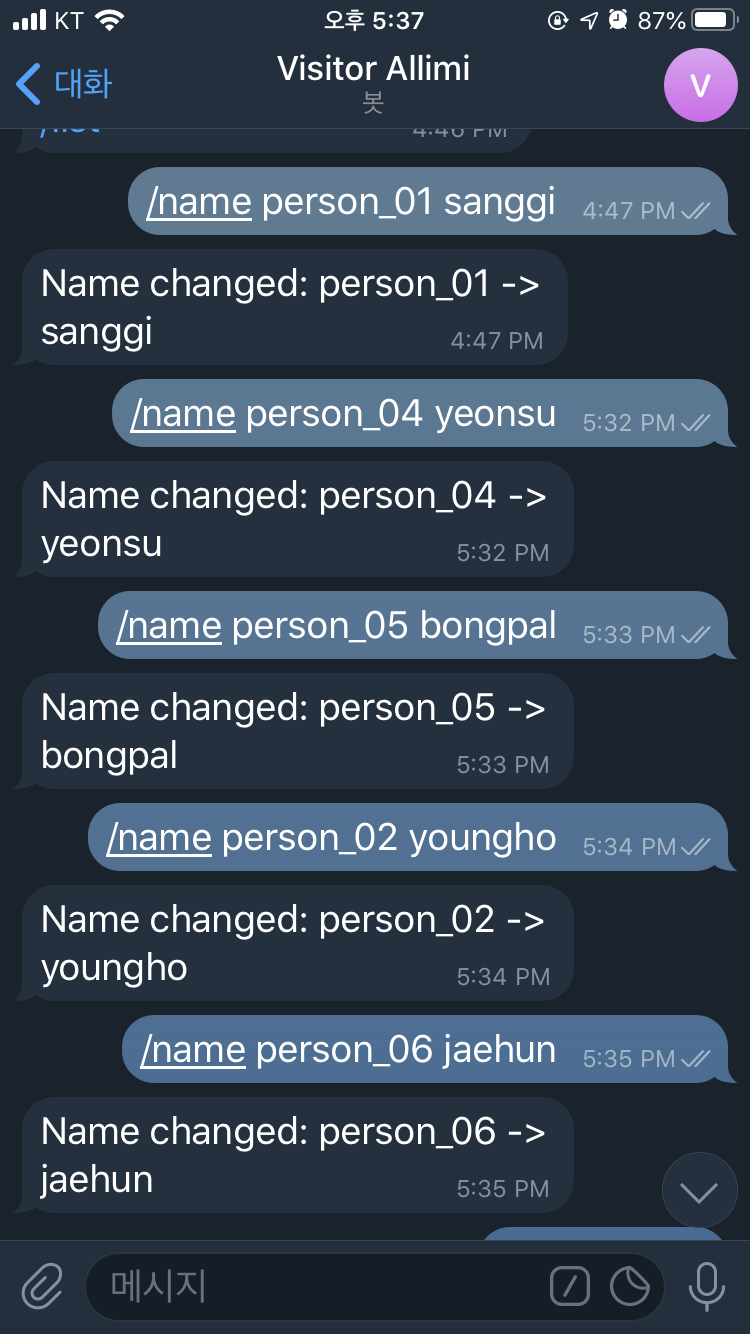 KT 오후 5:37 87%
대화 Visitor Allimi V
봇
/list 4:46 PM
/name person_01 sanggi 4:47 PM
Name changed: person_01 ->
sanggi 4:47 PM
/name person_04 yeonsu 5:32 PM
Name changed: person_04 ->
yeonsu 5:32 PM
/name person_05 bongpal 5:33 PM
Name changed: person_05 ->
bongpal 5:33 PM
/name person_02 youngho 5:34 PM
Name changed: person_02 ->
youngho 5:34 PM
/name person_06 jaehun 5:35 PM
Name changed: person_06 ->
jaehun 5:35 PM
메시지